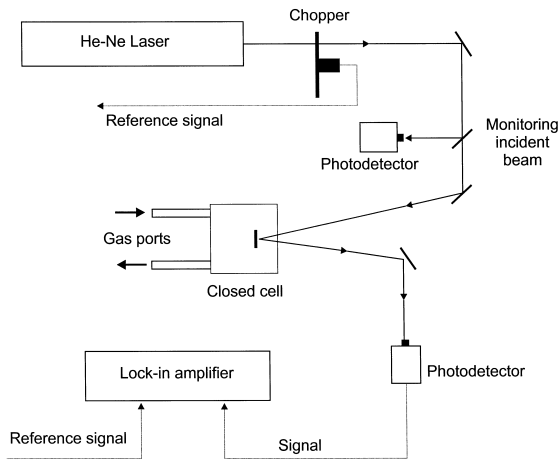 Chopper
He-Ne Laser
Reference signal
Photodetector
Monitoring
incident
beam
Gas ports
Closed cell
Lock-in amplifier
Photodetector
Reference signal
Signal